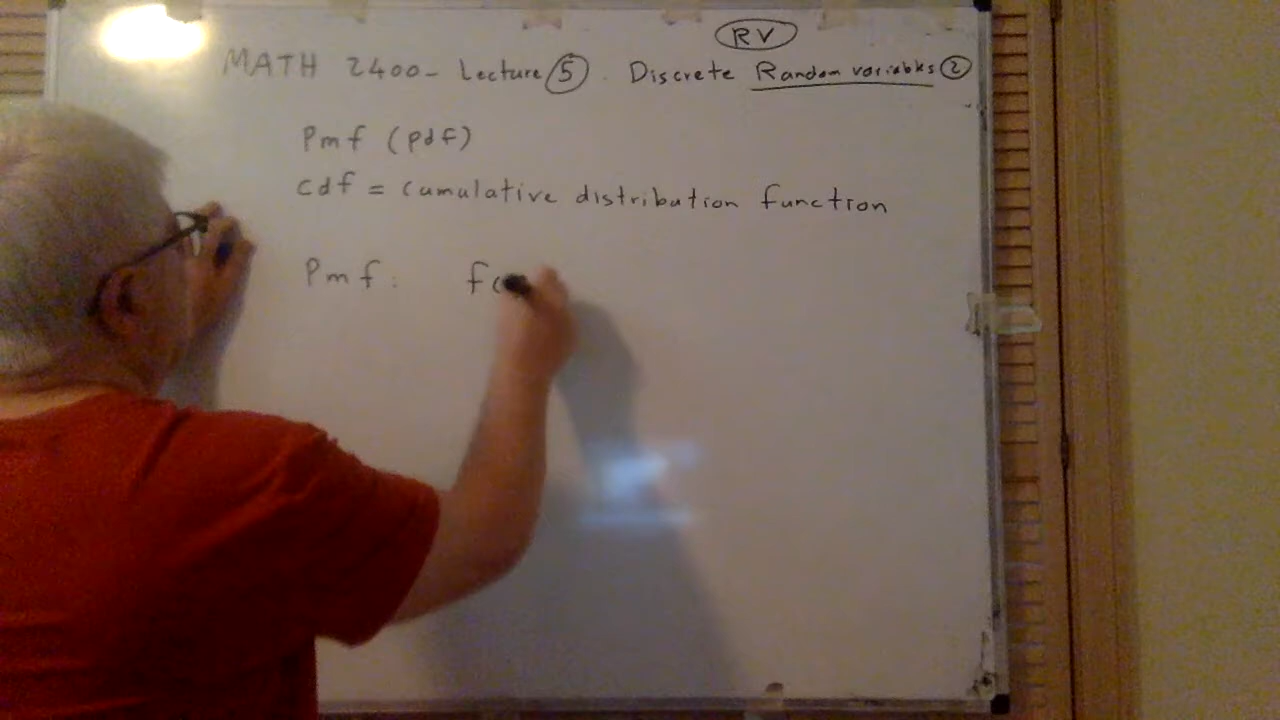 RV
MATH 2400- Lecture 5. Discrete Random variables 2
Pmf (pdf)
cdf = cumulative distribution function
Pmf: f(